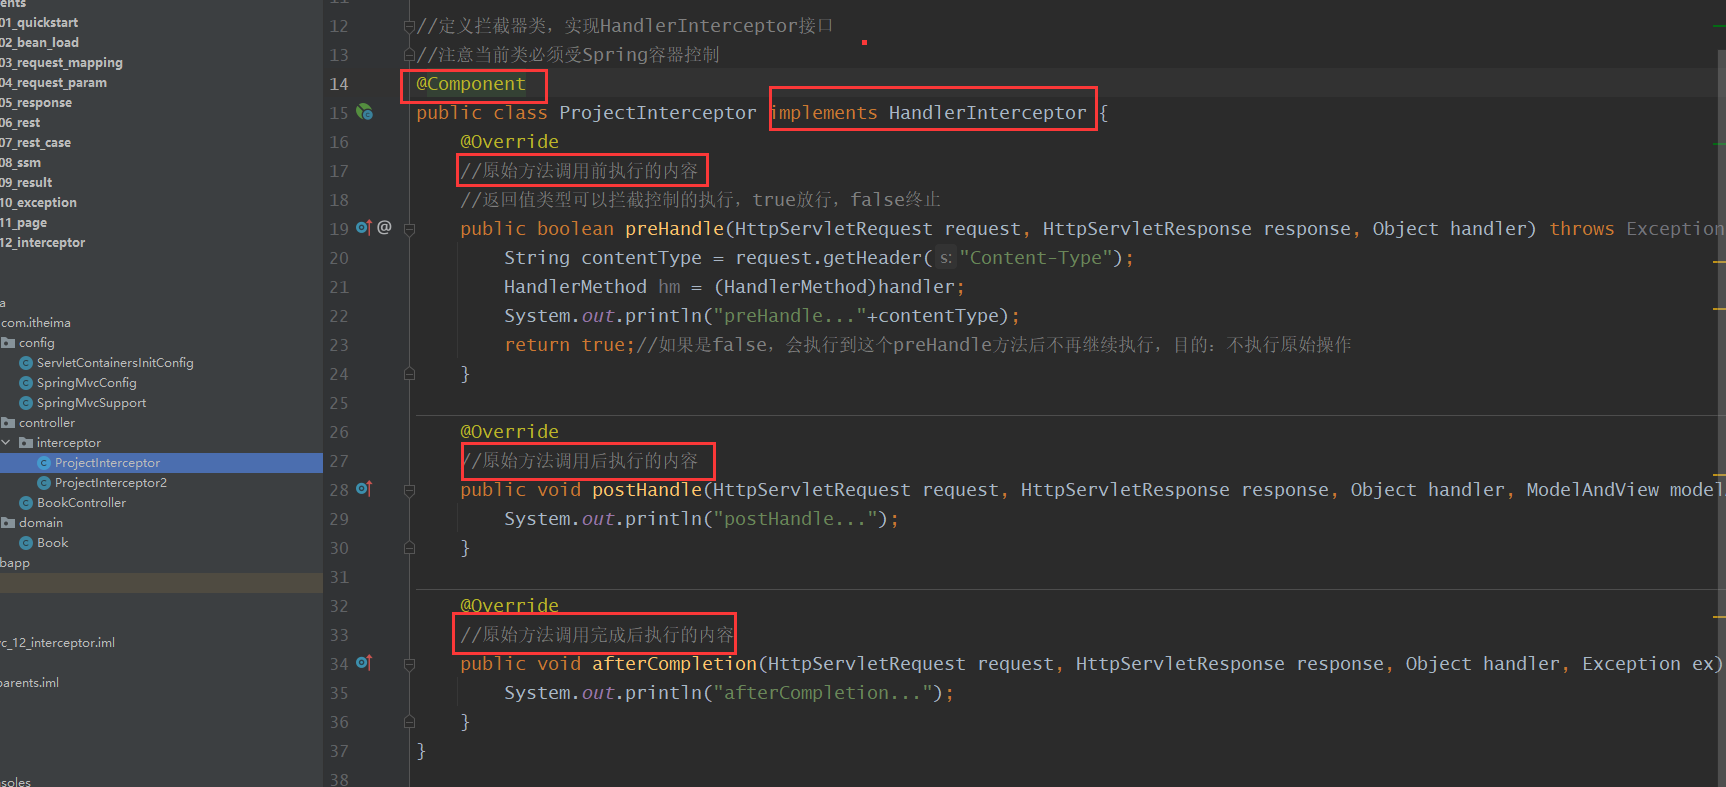 ents
01_quickstart
02_bean_load
03_request_mapping
04_request_param
05_response
06_rest
07_rest_case
08_ssm
09_result
10_exception
11_page
12_interceptor
a
com.itheima
config
ServletContainersInitConfig
SpringMvcConfig
SpringMvcSupport
controller
interceptor
ProjectInterceptor
ProjectInterceptor2
BookController
domain
Book
bapp
vc_12_interceptor.iml
parents.iml
nsoles
11
12 //定义拦截器类，实现HandlerInterceptor接口
13 //注意当前类必须受Spring容器控制
14 @Component
15 public class ProjectInterceptor implements HandlerInterceptor {
16 @Override
17 //原始方法调用前执行的内容
18 //返回值类型可以拦截控制的执行，true放行，false终止
19 @ public boolean preHandle(HttpServletRequest request, HttpServletResponse response, Object handler) throws Exception
20 String contentType = request.getHeader( s: "Content-Type");
21 HandlerMethod hm = (HandlerMethod)handler;
22 System.out.println("preHandle..."+contentType);
23 return true;//如果是false，会执行到这个preHandle方法后不再继续执行，目的：不执行原始操作
24 }
25
26 @Override
27 //原始方法调用后执行的内容
28 public void postHandle(HttpServletRequest request, HttpServletResponse response, Object handler, ModelAndView model
29 System.out.println("postHandle...");
30 }
31
32 @Override
33 //原始方法调用完成后执行的内容
34 public void afterCompletion(HttpServletRequest request, HttpServletResponse response, Object handler, Exception ex)
35 System.out.println("afterCompletion...");
36 }
37 }
38